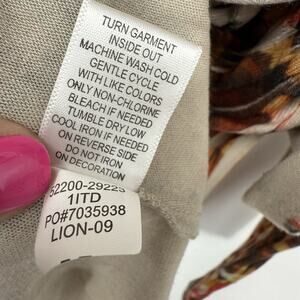 TURN GARMENT
INSIDE OUT
MACHINE WASH COLD
GENTLE CYCLE
WITH LIKE COLORS
ONLY NON-CHLORINE
BLEACH IF NEEDED
TUMBLE DRY LOW
COOL IRON IF NEEDED
ON REVERSE SIDE
DO NOT IRON
ON DECORATION
52200-29223
1ITD
PO#7035938
LION-09